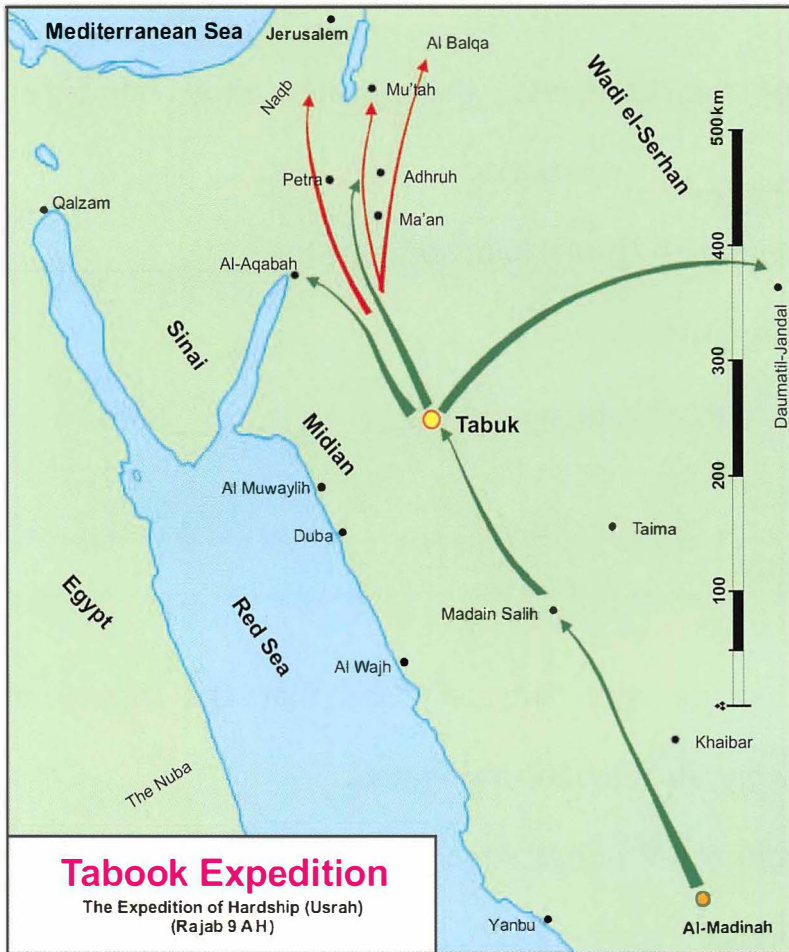 Mediterranean Sea
Jerusalem
Al Balqa
Naqb
Mu'tah
Wadi el-Serhan
500 km
Petra
Adhruh
Qalzam
Ma'an
400
Al-Aqabah
Daumatil-Jandal
Sinai
300
Tabuk
Midian
200
Al Muwaylih
Duba
Taima
Egypt
100
Madain Salih
Red Sea
Al Wajh
Khaibar
The Nuba
Tabook Expedition
The Expedition of Hardship (Usrah)
(Rajab 9 AH)
Yanbu
Al-Madinah